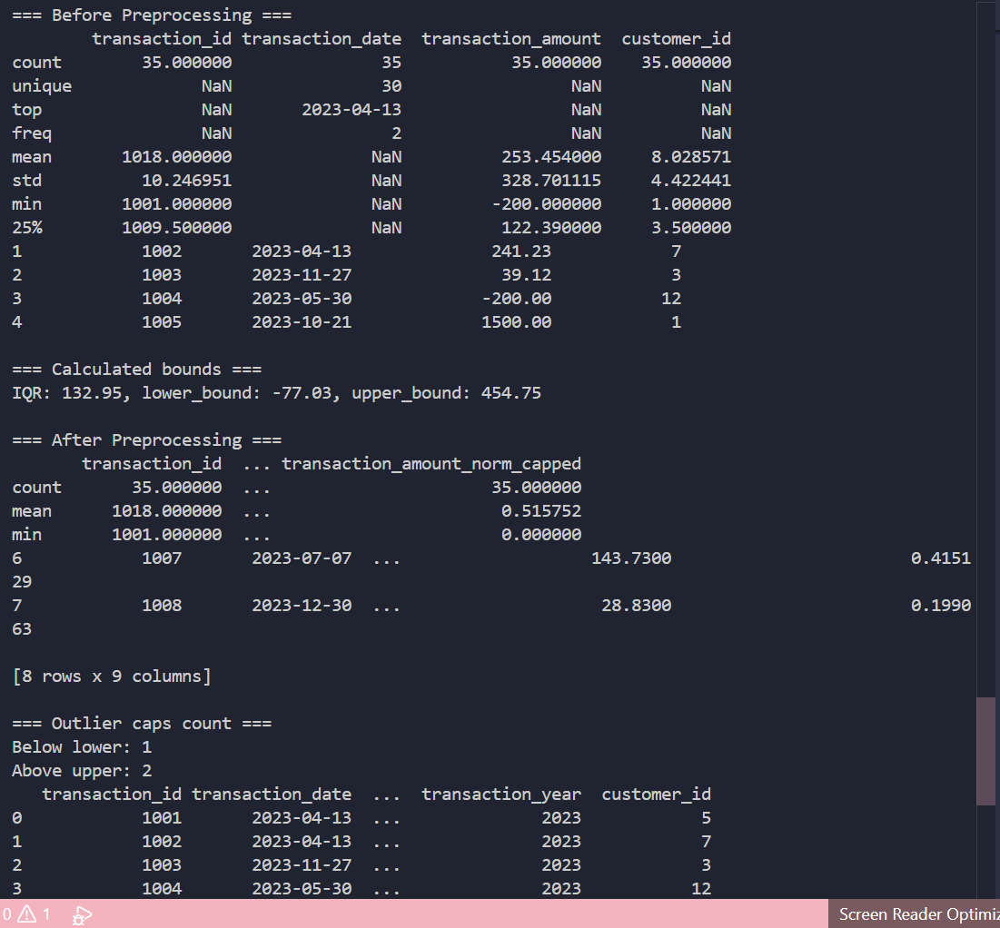 === Before Preprocessing ===
        transaction_id transaction_date  transaction_amount  customer_id
count        35.000000               35           35.000000    35.000000
unique             NaN               30                 NaN          NaN
top                NaN       2023-04-13                 NaN          NaN
freq               NaN                2                 NaN          NaN
mean       1018.000000              NaN          253.454000     8.028571
std          10.246951              NaN          328.701115     4.422441
min        1001.000000              NaN         -200.000000     1.000000
25%        1009.500000              NaN          122.390000     3.500000
1            1002       2023-04-13              241.23            7
2            1003       2023-11-27               39.12            3
3            1004       2023-05-30             -200.00           12
4            1005       2023-10-21             1500.00            1

=== Calculated bounds ===
IQR: 132.95, lower_bound: -77.03, upper_bound: 454.75

=== After Preprocessing ===
       transaction_id  ... transaction_amount_norm_capped
count       35.000000  ...                      35.000000
mean      1018.000000  ...                       0.515752
min       1001.000000  ...                       0.000000
6            1007       2023-07-07  ...                   143.7300                        0.4151
29
7            1008       2023-12-30  ...                    28.8300                        0.1990
63

[8 rows x 9 columns]

=== Outlier caps count ===
Below lower: 1
Above upper: 2
   transaction_id transaction_date  ...  transaction_year  customer_id
0            1001       2023-04-13  ...              2023            5
1            1002       2023-04-13  ...              2023            7
2            1003       2023-11-27  ...              2023            3
3            1004       2023-05-30  ...              2023           12
0 1 Screen Reader Optimiz